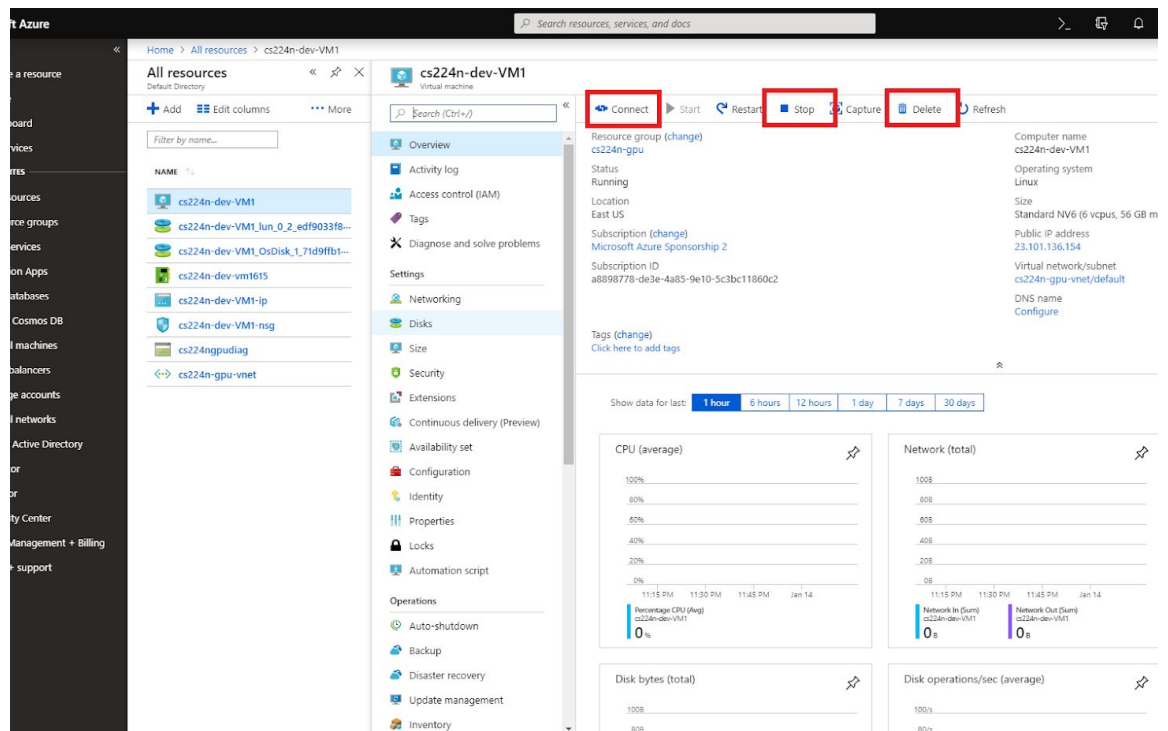 ft Azure
Search resources, services, and docs
e a resource
oard
rvices
ITES
ources
rce groups
ervices
on Apps
atabases
Cosmos DB
l machines
balancers
ge accounts
l networks
Active Directory
or
or
ity Center
Management + Billing
+ support
Home > All resources > cs224n-dev-VM1
All resources
Default Directory
Add Edit columns ••• More
Filter by name...
NAME
cs224n-dev-VM1
cs224n-dev-VM1_lun_0_2_edf9033f8···
cs224n-dev-VM1_OsDisk_1_71d9ffb1···
cs224n-dev-vm1615
cs224n-dev-VM1-ip
cs224n-dev-VM1-nsg
cs224ngpudiag
cs224n-gpu-vnet
cs224n-dev-VM1
Virtual machine
Search (Ctrl+/)
Overview
Activity log
Access control (IAM)
Tags
Diagnose and solve problems
Settings
Networking
Disks
Size
Security
Extensions
Continuous delivery (Preview)
Availability set
Configuration
Identity
Properties
Locks
Automation script
Operations
Auto-shutdown
Backup
Disaster recovery
Update management
Inventory
Connect Start Restart Stop Capture Delete Refresh
Resource group (change)
cs224n-gpu
Status
Running
Location
East US
Subscription (change)
Microsoft Azure Sponsorship 2
Subscription ID
a8898778-de3e-4a85-9e10-5c3bc11860c2
Computer name
cs224n-dev-VM1
Operating system
Linux
Size
Standard NV6 (6 vcpus, 56 GB m
Public IP address
23.101.136.154
Virtual network/subnet
cs224n-gpu-vnet/default
DNS name
Configure
Tags (change)
Click here to add tags
Show data for last: 1 hour 6 hours 12 hours 1 day 7 days 30 days
CPU (average)
100%
80%
60%
40%
20%
0%
11:15 PM 11:30 PM 11:45 PM Jan 14
Percentage CPU (Avg)
cs224n-dev-VM1
0 %
Network (total)
100B
80B
60B
40B
20B
0B
11:15 PM 11:30 PM 11:45 PM Jan 14
Network In (Sum) Network Out (Sum)
cs224n-dev-VM1 cs224n-dev-VM1
0 B 0 B
Disk bytes (total)
100B
80B
Disk operations/sec (average)
100/s
80/s